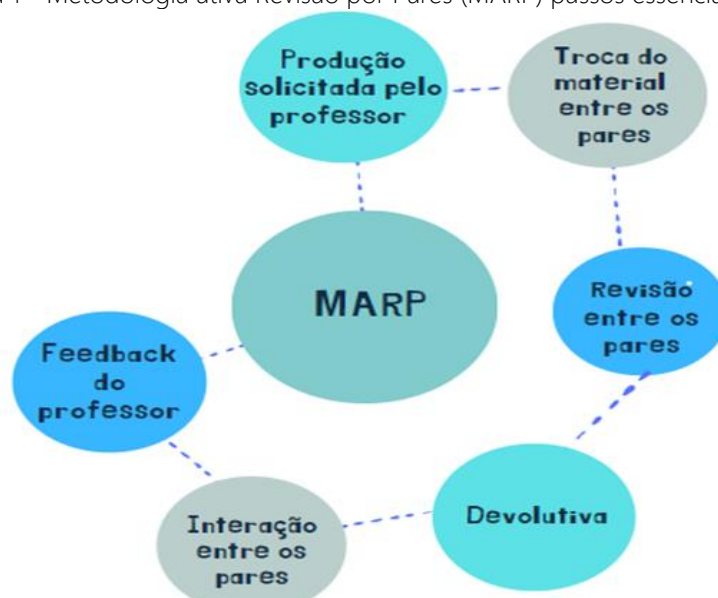 Metodologia ativa Revisão por Pares (MARP) passos essencia
Produção
solicitada pelo
professor
Troca do
material
entre os
pares
MARP
Revisão
entre os
pares
Devolutiva
Interação
entre os
pares
Feedback
do
professor